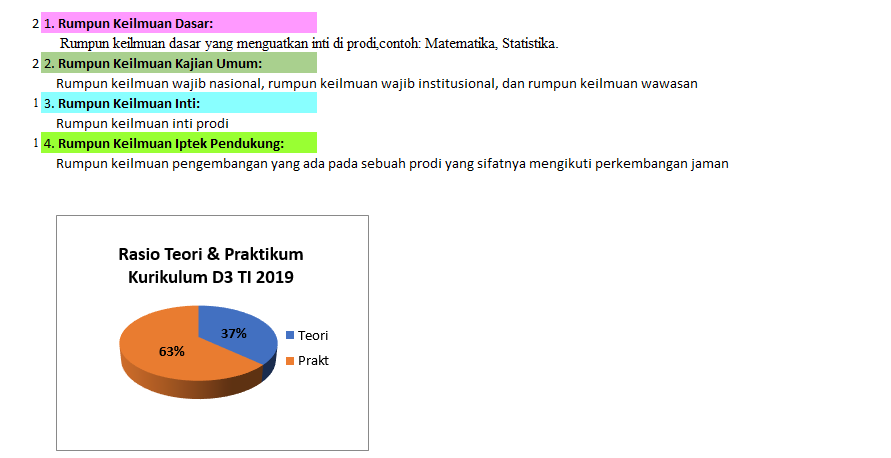 2 1. Rumpun Keilmuan Dasar:
Rumpun keilmuan dasar yang menguatkan inti di prodi,contoh: Matematika, Statistika.
2 2. Rumpun Keilmuan Kajian Umum:
Rumpun keilmuan wajib nasional, rumpun keilmuan wajib institusional, dan rumpun keilmuan wawasan
1 3. Rumpun Keilmuan Inti:
Rumpun keilmuan inti prodi
1 4. Rumpun Keilmuan Iptek Pendukung:
Rumpun keilmuan pengembangan yang ada pada sebuah prodi yang sifatnya mengikuti perkembangan jaman
Rasio Teori & Praktikum
Kurikulum D3 TI 2019
37%
63%
Teori
Prakt